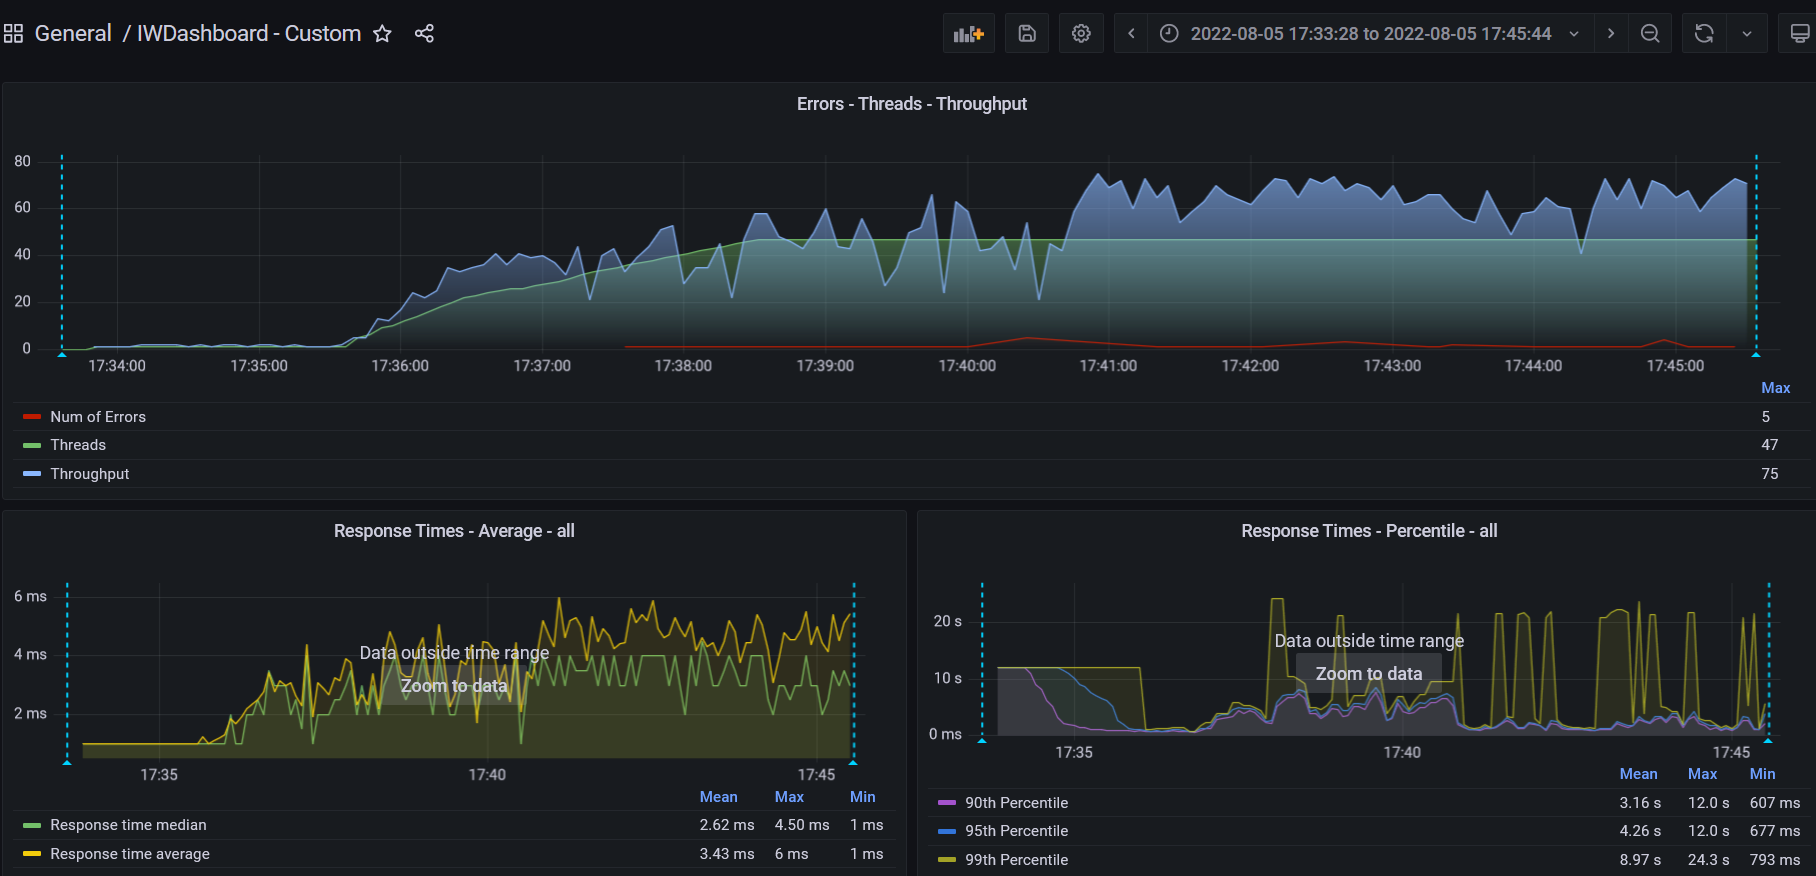 General / IWDashboard - Custom
2022-08-05 17:33:28 to 2022-08-05 17:45:44
Errors - Threads - Throughput
80
60
40
20
0
17:34:00 17:35:00 17:36:00 17:37:00 17:38:00 17:39:00 17:40:00 17:41:00 17:42:00 17:43:00 17:44:00 17:45:00
Max
Num of Errors 5
Threads 47
Throughput 75
Response Times - Average - all
6 ms
4 ms
2 ms
Data outside time range
Zoom to data
17:35 17:40 17:45
Mean Max Min
Response time median 2.62 ms 4.50 ms 1 ms
Response time average 3.43 ms 6 ms 1 ms
Response Times - Percentile - all
20 s
10 s
0 ms
Data outside time range
Zoom to data
17:35 17:40 17:45
Mean Max Min
90th Percentile 3.16 s 12.0 s 607 ms
95th Percentile 4.26 s 12.0 s 677 ms
99th Percentile 8.97 s 24.3 s 793 ms